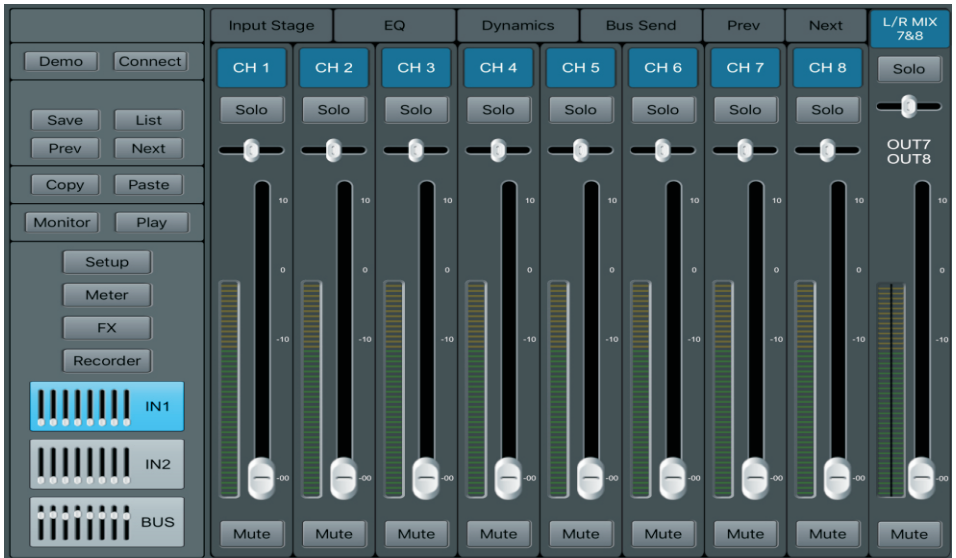 Input Stage EQ Dynamics Bus Send Prev Next L/R MIX
7&8
Demo Connect
CH 1 CH 2 CH 3 CH 4 CH 5 CH 6 CH 7 CH 8 Solo
Save List
Solo Solo Solo Solo Solo Solo Solo Solo
Prev Next
OUT7
OUT8
Copy Paste
10 10 10 10 10 10 10 10 10
Monitor Play
Setup
0 0 0 0 0 0 0 0 0
Meter
FX
-10 -10 -10 -10 -10 -10 -10 -10 -10
Recorder
IN1
IN2
-00 -00 -00 -00 -00 -00 -00 -00 -00
BUS
Mute Mute Mute Mute Mute Mute Mute Mute Mute